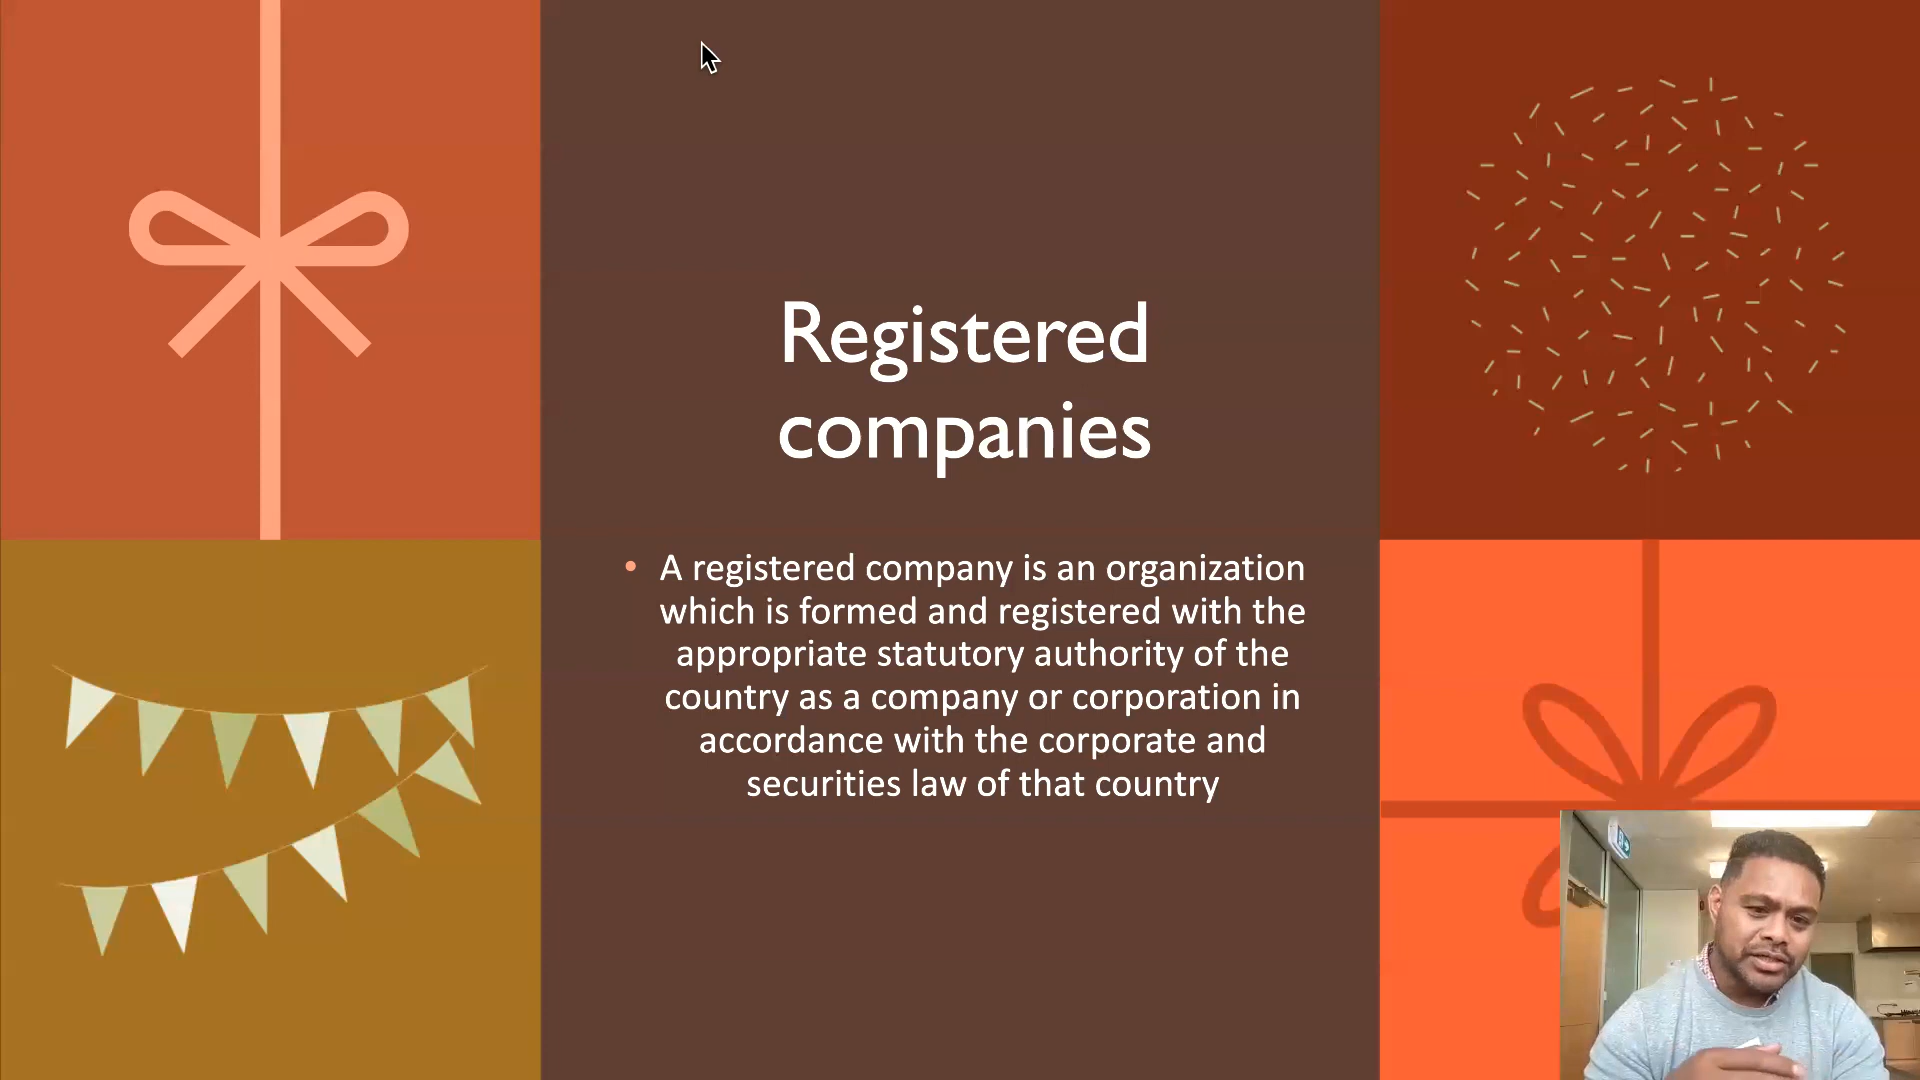 Registered
companies
• A registered company is an organization
which is formed and registered with the
appropriate statutory authority of the
country as a company or corporation in
accordance with the corporate and
securities law of that country